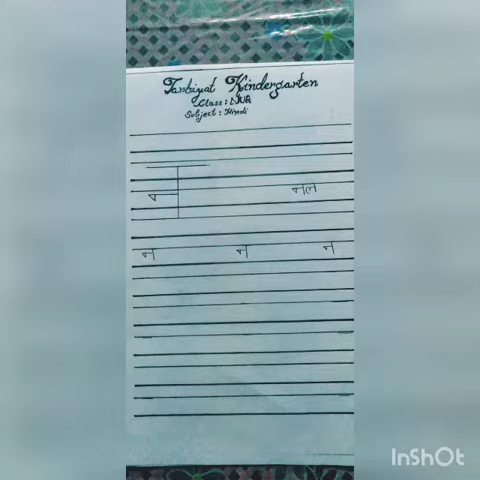 Tarbiyat Kindergarten
Class: NUR
Subject: Hindi
न नल
न न न
InShOt